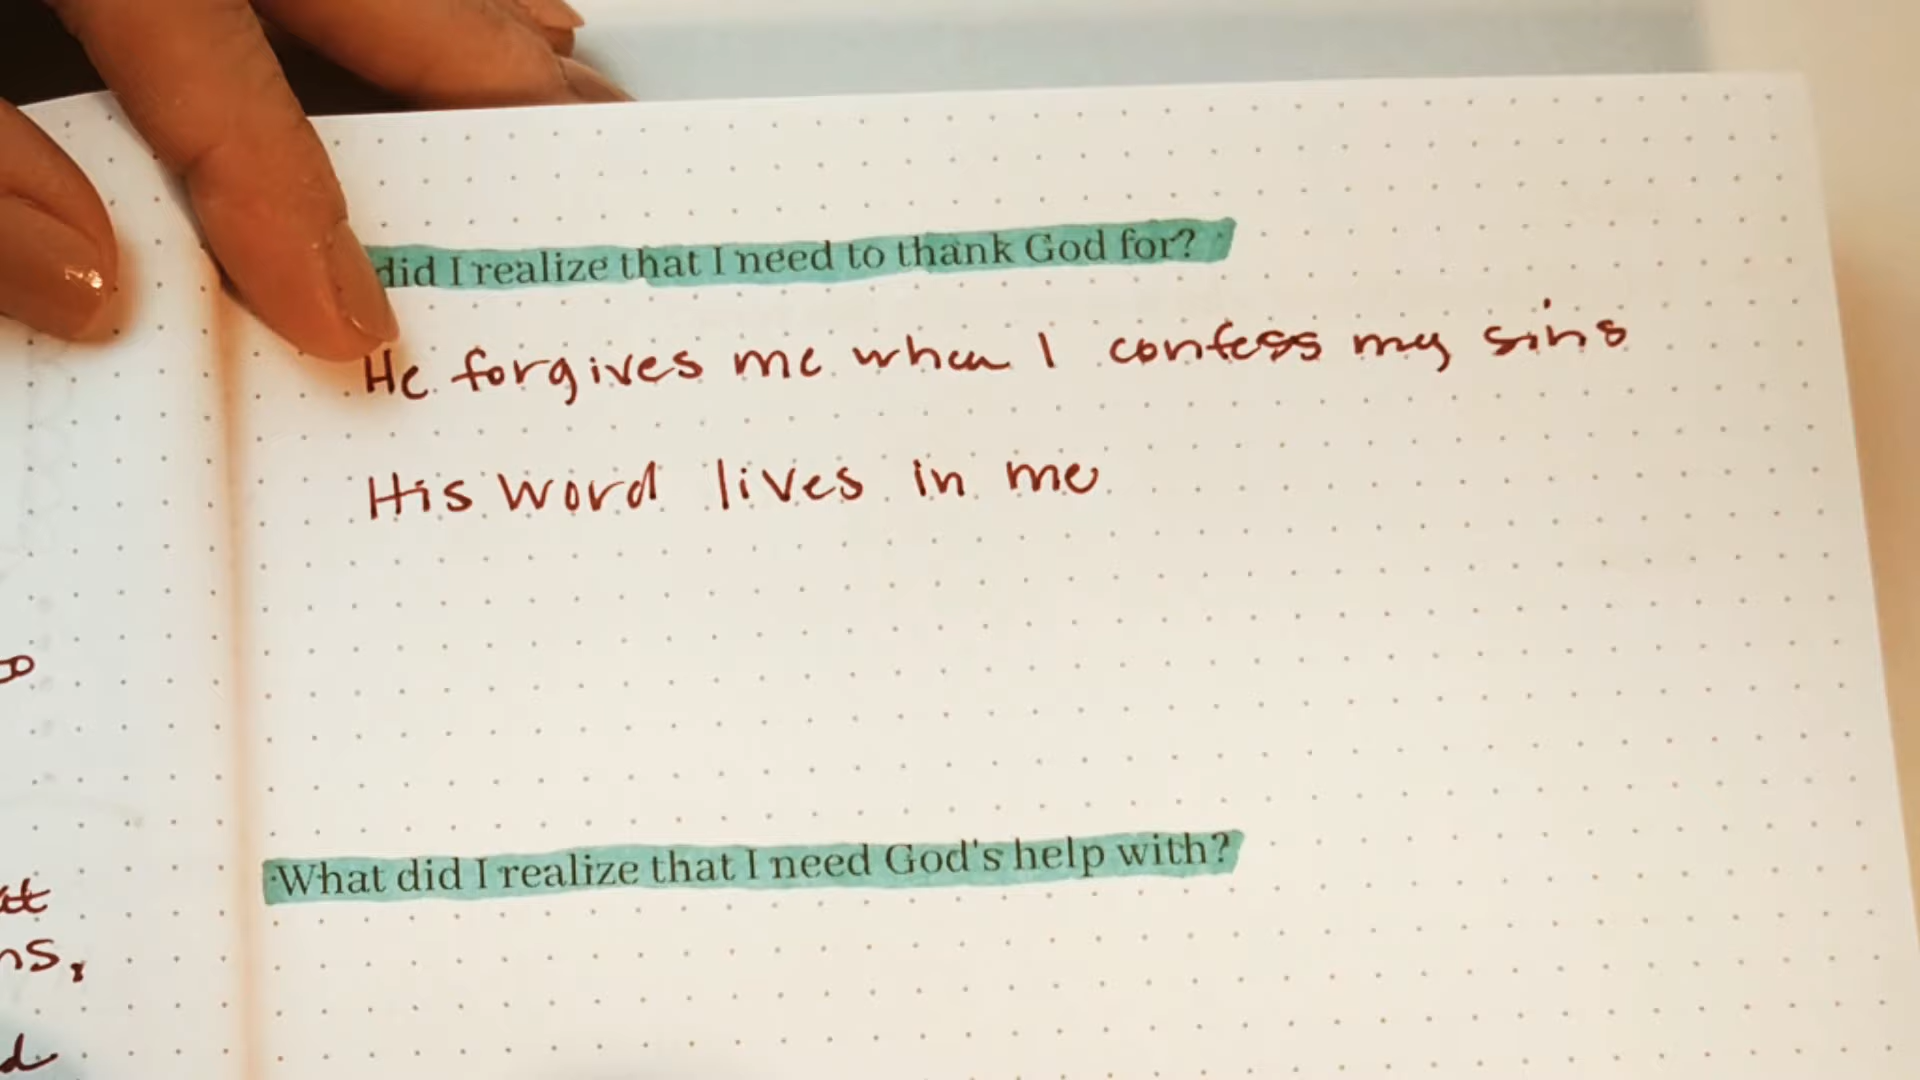 did I realize that I need to thank God for?
He forgives me when I confess my sins
His Word lives in me
What did I realize that I need God's help with?